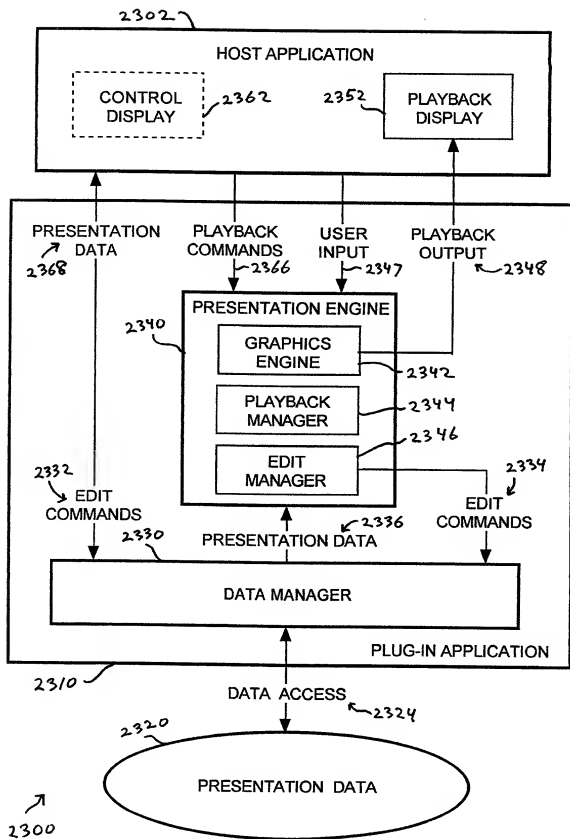 2302
HOST APPLICATION
CONTROL
DISPLAY
2362
2352
PLAYBACK
DISPLAY
PRESENTATION
DATA
2368
PLAYBACK
COMMANDS
2366
USER
INPUT
2347
PLAYBACK
OUTPUT
2348
2340
PRESENTATION ENGINE
GRAPHICS
ENGINE
2342
PLAYBACK
MANAGER
2344
EDIT
MANAGER
2346
2332
EDIT
COMMANDS
2334
EDIT
COMMANDS
2336
PRESENTATION DATA
2330
DATA MANAGER
PLUG-IN APPLICATION
2310
DATA ACCESS
2324
2320
PRESENTATION DATA
2300